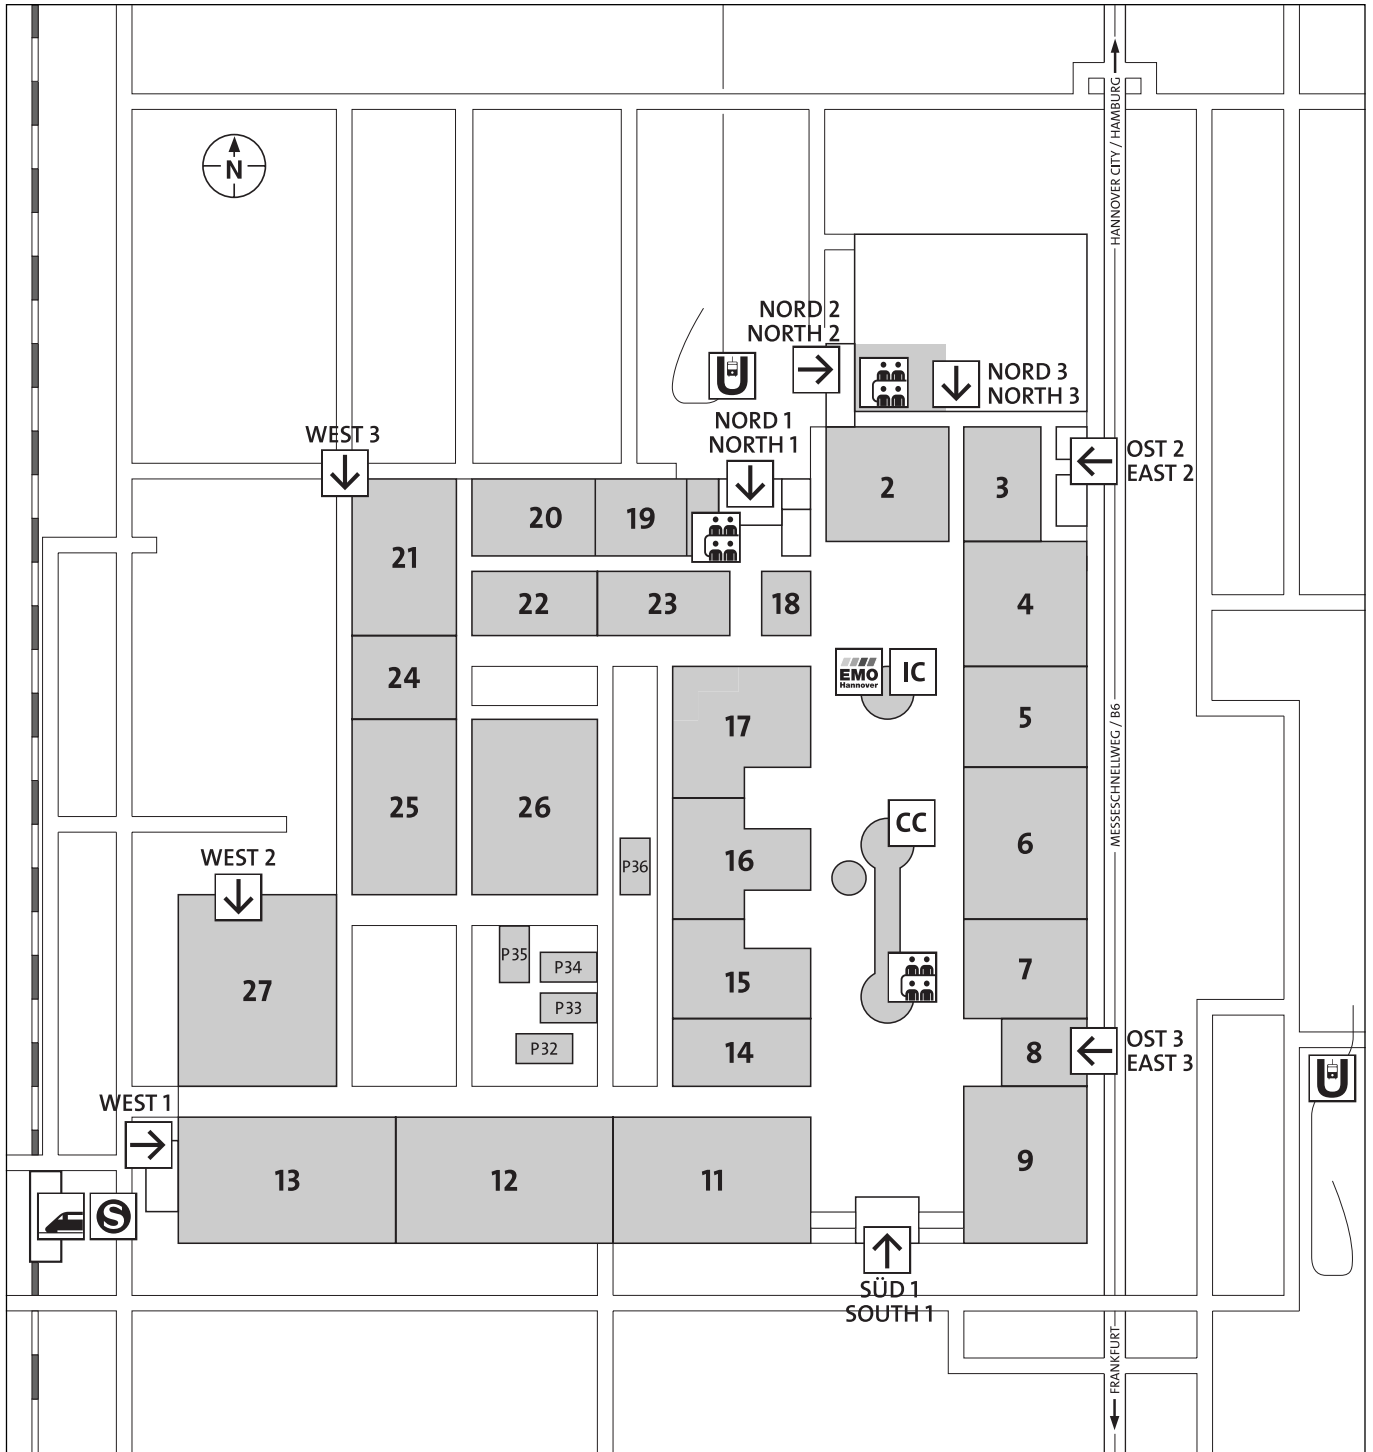 HANNOVER CITY / HAMBURG
N
NORD 2
NORTH 2
U
NORD 3
NORTH 3
NORD 1
NORTH 1
WEST 3
OST 2
EAST 2
2
3
20
19
21
4
22
23
18
EMO
Hannover
IC
24
5
17
MESSESCHNELLWEG / B6
25
26
CC
6
16
P36
WEST 2
P35
P34
7
15
27
P33
P32
14
8
OST 3
EAST 3
U
WEST 1
13
12
11
9
S
SÜD 1
SOUTH 1
FRANKFURT